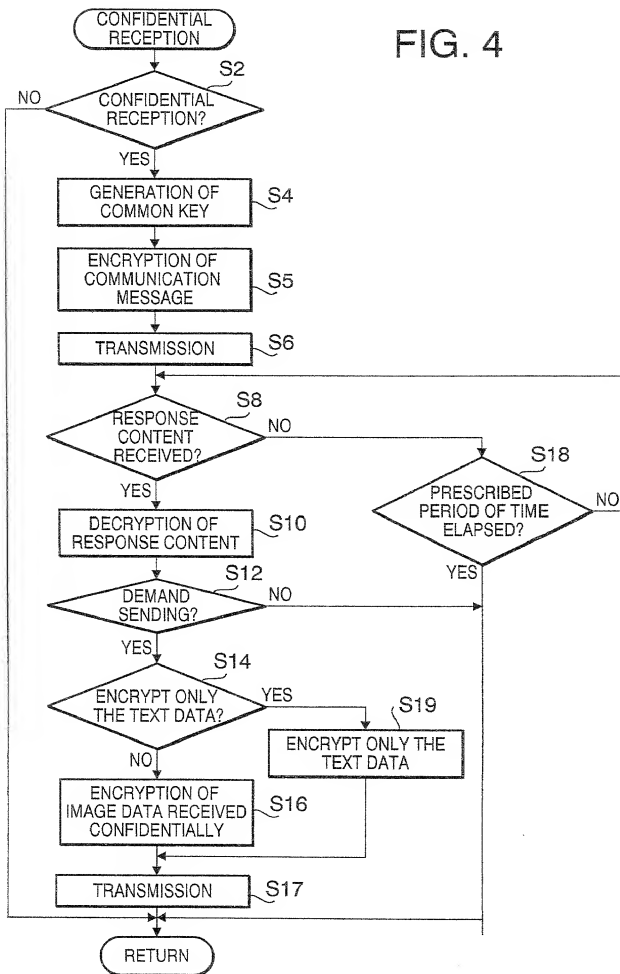 CONFIDENTIAL
RECEPTION
FIG. 4
S2
NO
CONFIDENTIAL
RECEPTION?
YES
GENERATION OF
COMMON KEY
S4
ENCRYPTION OF
COMMUNICATION
MESSAGE
S5
TRANSMISSION
S6
S8
RESPONSE
CONTENT
RECEIVED?
NO
YES
S18
PRESCRIBED
PERIOD OF TIME
ELAPSED?
NO
YES
DECRYPTION OF
RESPONSE CONTENT
S10
S12
DEMAND
SENDING?
NO
YES
S14
ENCRYPT ONLY
THE TEXT DATA?
YES
NO
S19
ENCRYPT ONLY THE
TEXT DATA
ENCRYPTION OF
IMAGE DATA RECEIVED
CONFIDENTIALLY
S16
TRANSMISSION
S17
RETURN